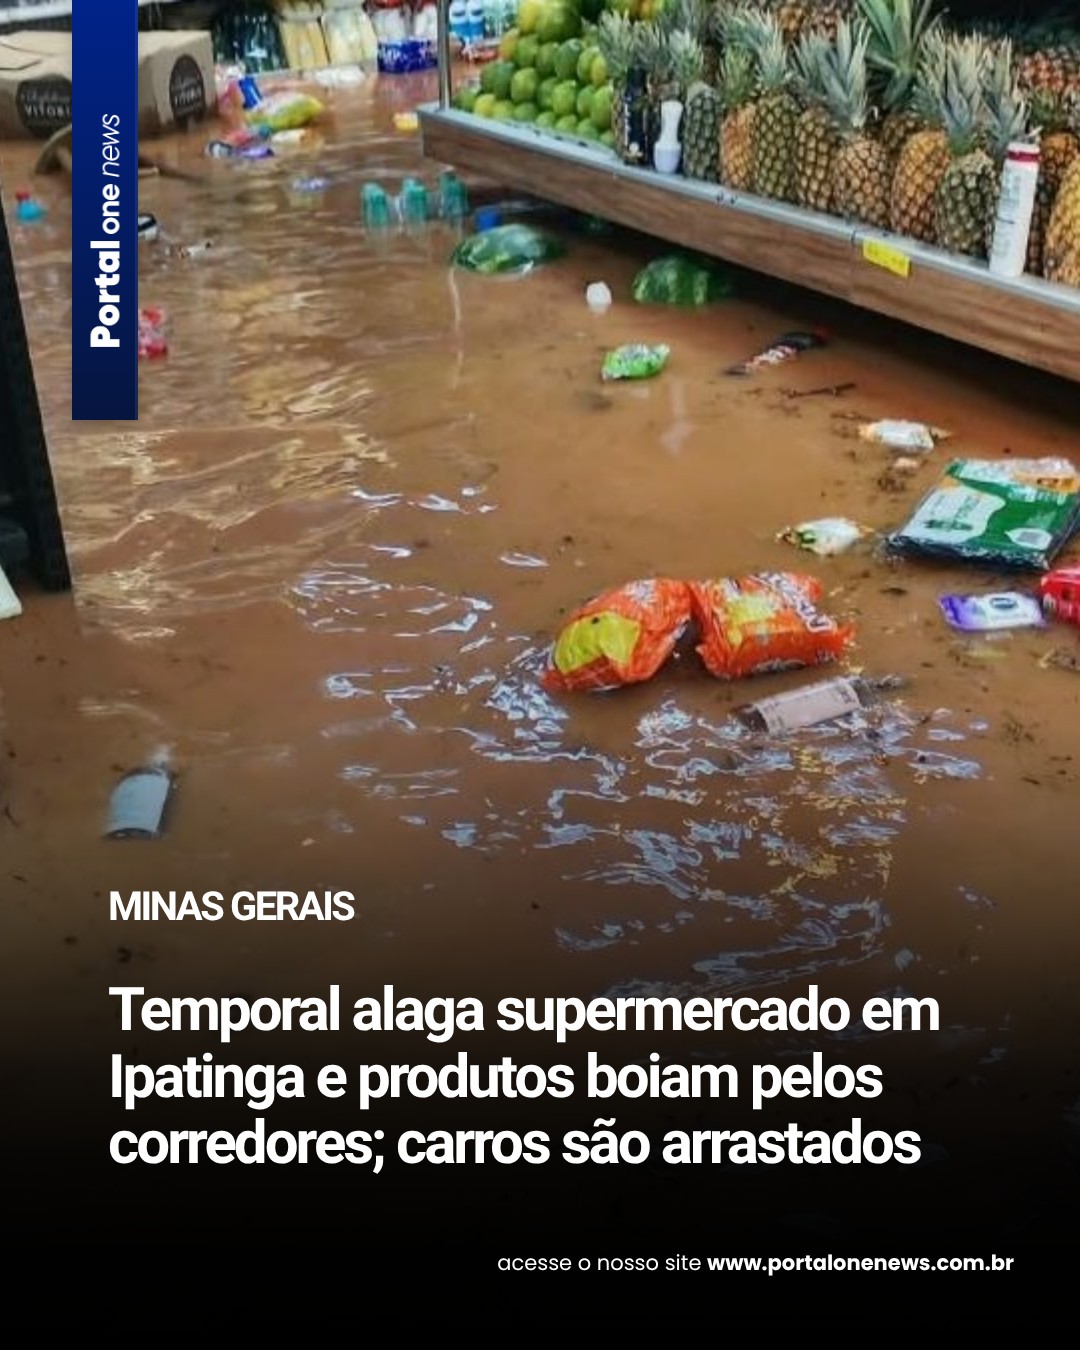 Portal one news
VITORI
MINAS GERAIS
Temporal alaga supermercado em
Ipatinga e produtos boiam pelos
corredores; carros são arrastados
acesse o nosso site www.portalonenews.com.br